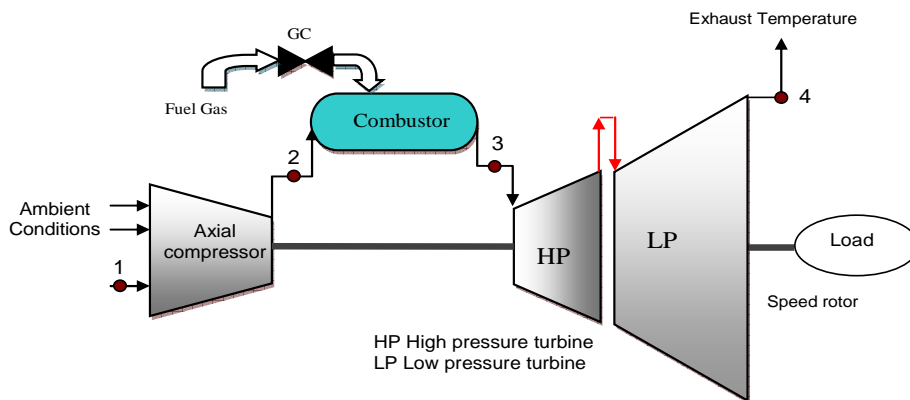 Exhaust Temperature
GC
Fuel Gas
Combustor
4
2
3
Ambient
Conditions
Axial
compressor
1
HP
LP
Load
Speed rotor
HP High pressure turbine
LP Low pressure turbine